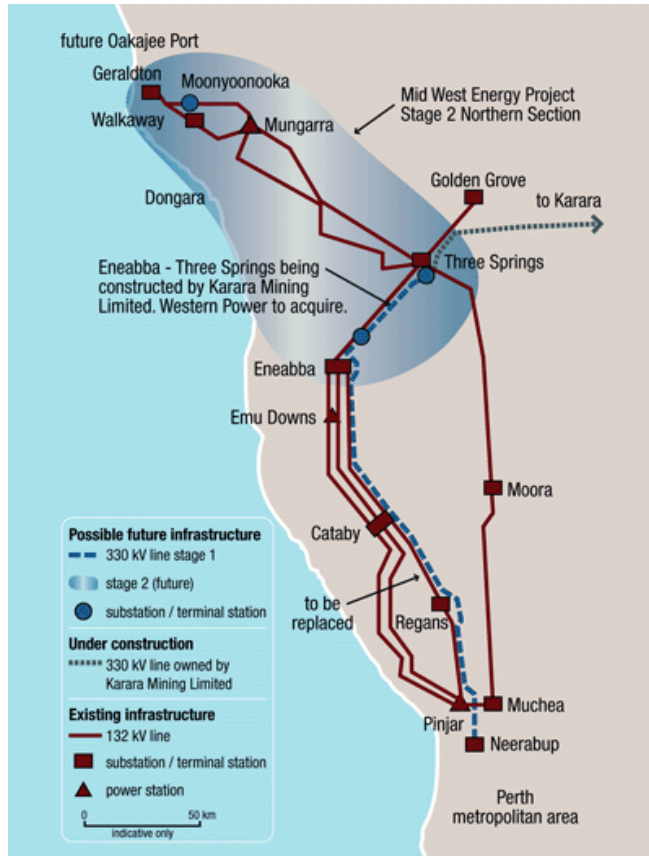 future Oakajee Port
Geraldton
Moonyoonooka
Walkaway
Mungarra
Mid West Energy Project
Stage 2 Northern Section
Golden Grove
to Karara
Dongara
Three Springs
Eneabba - Three Springs being
constructed by Karara Mining
Limited. Western Power to acquire.
Eneabba
Emu Downs
Moora
Cataby
to be
replaced
Regans
Muchea
Pinjar
Neerabup
Perth
metropolitan area
Possible future infrastructure
330 kV line stage 1
stage 2 (future)
substation / terminal station
Under construction
330 kV line owned by
Karara Mining Limited
Existing infrastructure
132 kV line
substation / terminal station
power station
0 50 km
indicative only